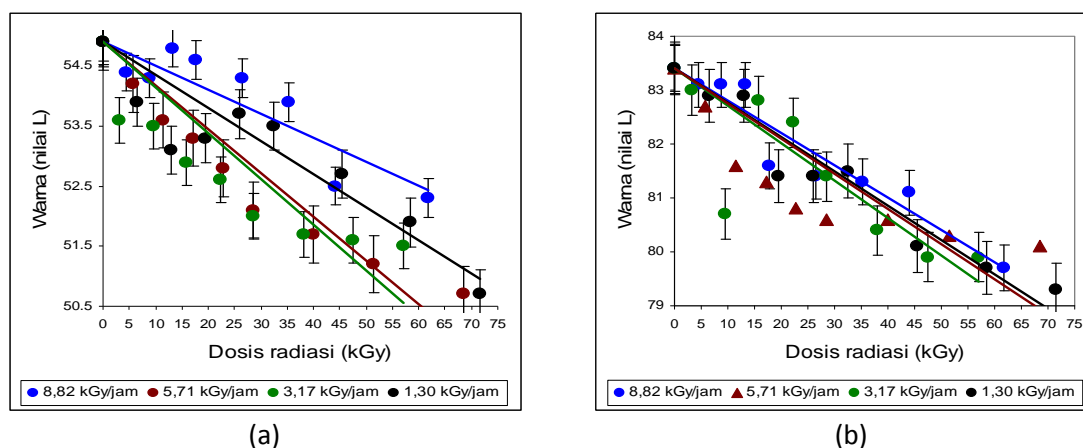 54.5
53.5
52.5
51.5
50.5
Warna (nilai L)
0 5 10 15 20 25 30 35 40 45 50 55 60 65 70 75
Dosis radiasi (kGy)
8,82 kGy/jam 5,71 kGy/jam 3,17 kGy/jam 1,30 kGy/jam
(a)
84
83
82
81
80
79
Warna (nilai L)
0 5 10 15 20 25 30 35 40 45 50 55 60 65 70 75
Dosis radiasi (kGy)
8,82 kGy/jam 5,71 kGy/jam 3,17 kGy/jam 1,30 kGy/jam
(b)